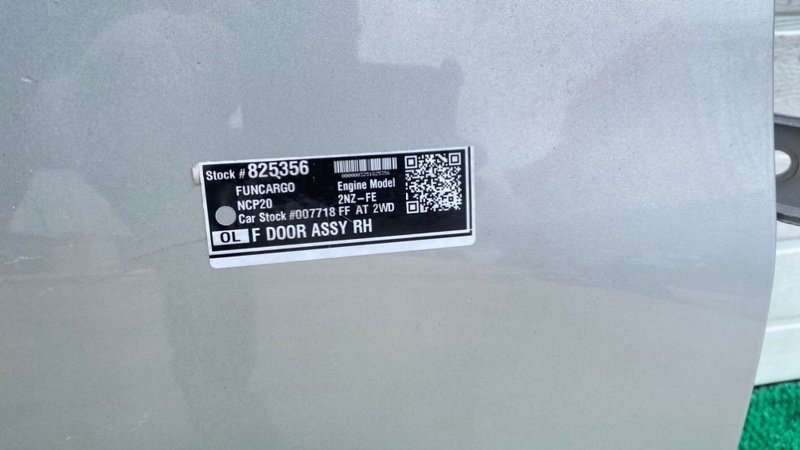 Stock # 825356
FUNCARGO
NCP20
Engine Model
2NZ-FE
Car Stock #007718 FF AT 2WD
OL F DOOR ASSY RH